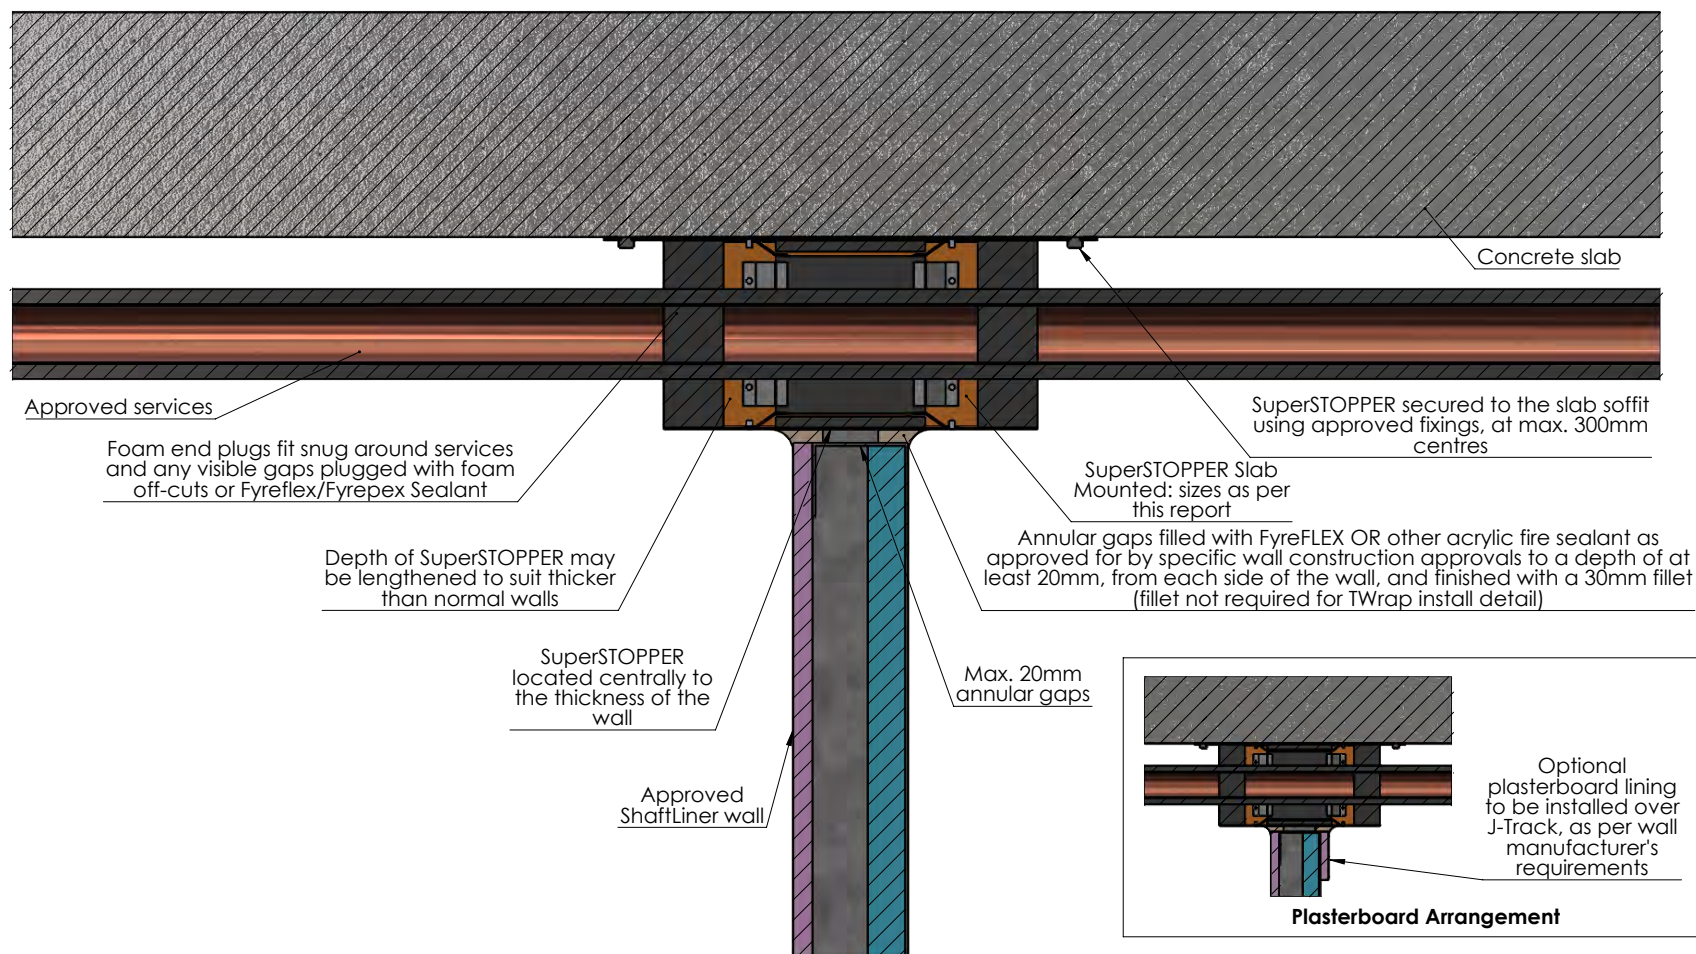 Concrete slab
Approved services
SuperSTOPPER secured to the slab soffit
using approved fixings, at max. 300mm
centres
Foam end plugs fit snug around services
and any visible gaps plugged with foam
off-cuts or Fyreflex/Fyrepex Sealant
SuperSTOPPER Slab
Mounted: sizes as per
this report
Depth of SuperSTOPPER may
be lengthened to suit thicker
than normal walls
Annular gaps filled with FyreFLEX OR other acrylic fire sealant as
approved for by specific wall construction approvals to a depth of at
least 20mm, from each side of the wall, and finished with a 30mm fillet
(fillet not required for TWrap install detail)
SuperSTOPPER
located centrally to
the thickness of the
wall
Max. 20mm
annular gaps
Approved
ShaftLiner wall
Optional
plasterboard lining
to be installed over
J-Track, as per wall
manufacturer's
requirements
Plasterboard Arrangement